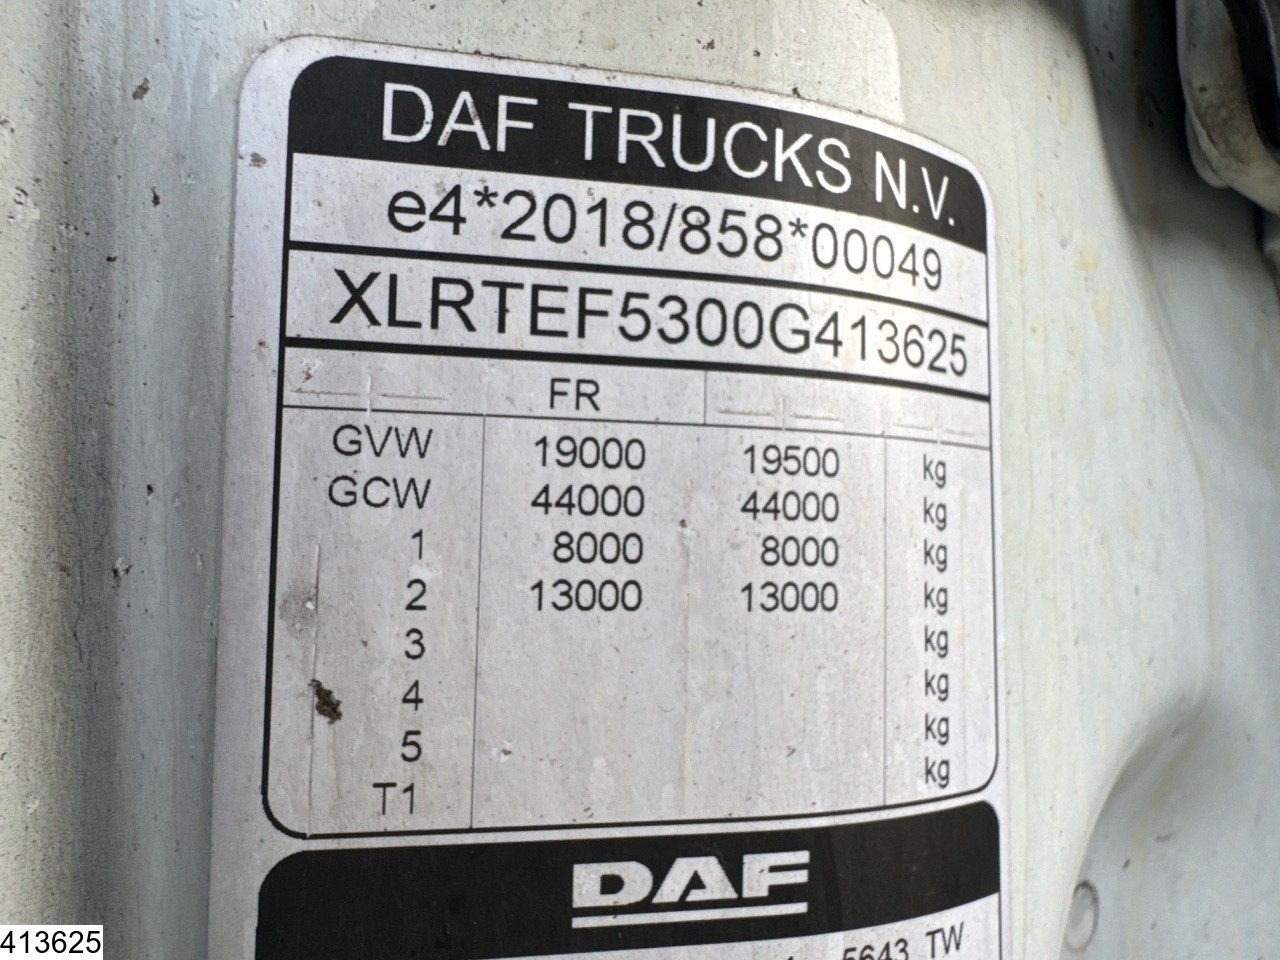 DAF TRUCKS N.V.
e4*2018/858*00049
XLRTEF5300G413625
FR
GVW 19000 19500 kg
GCW 44000 44000 kg
1 8000 8000 kg
2 13000 13000 kg
3 kg
4 kg
5 kg
T1 kg
DAF
5643 TW
413625